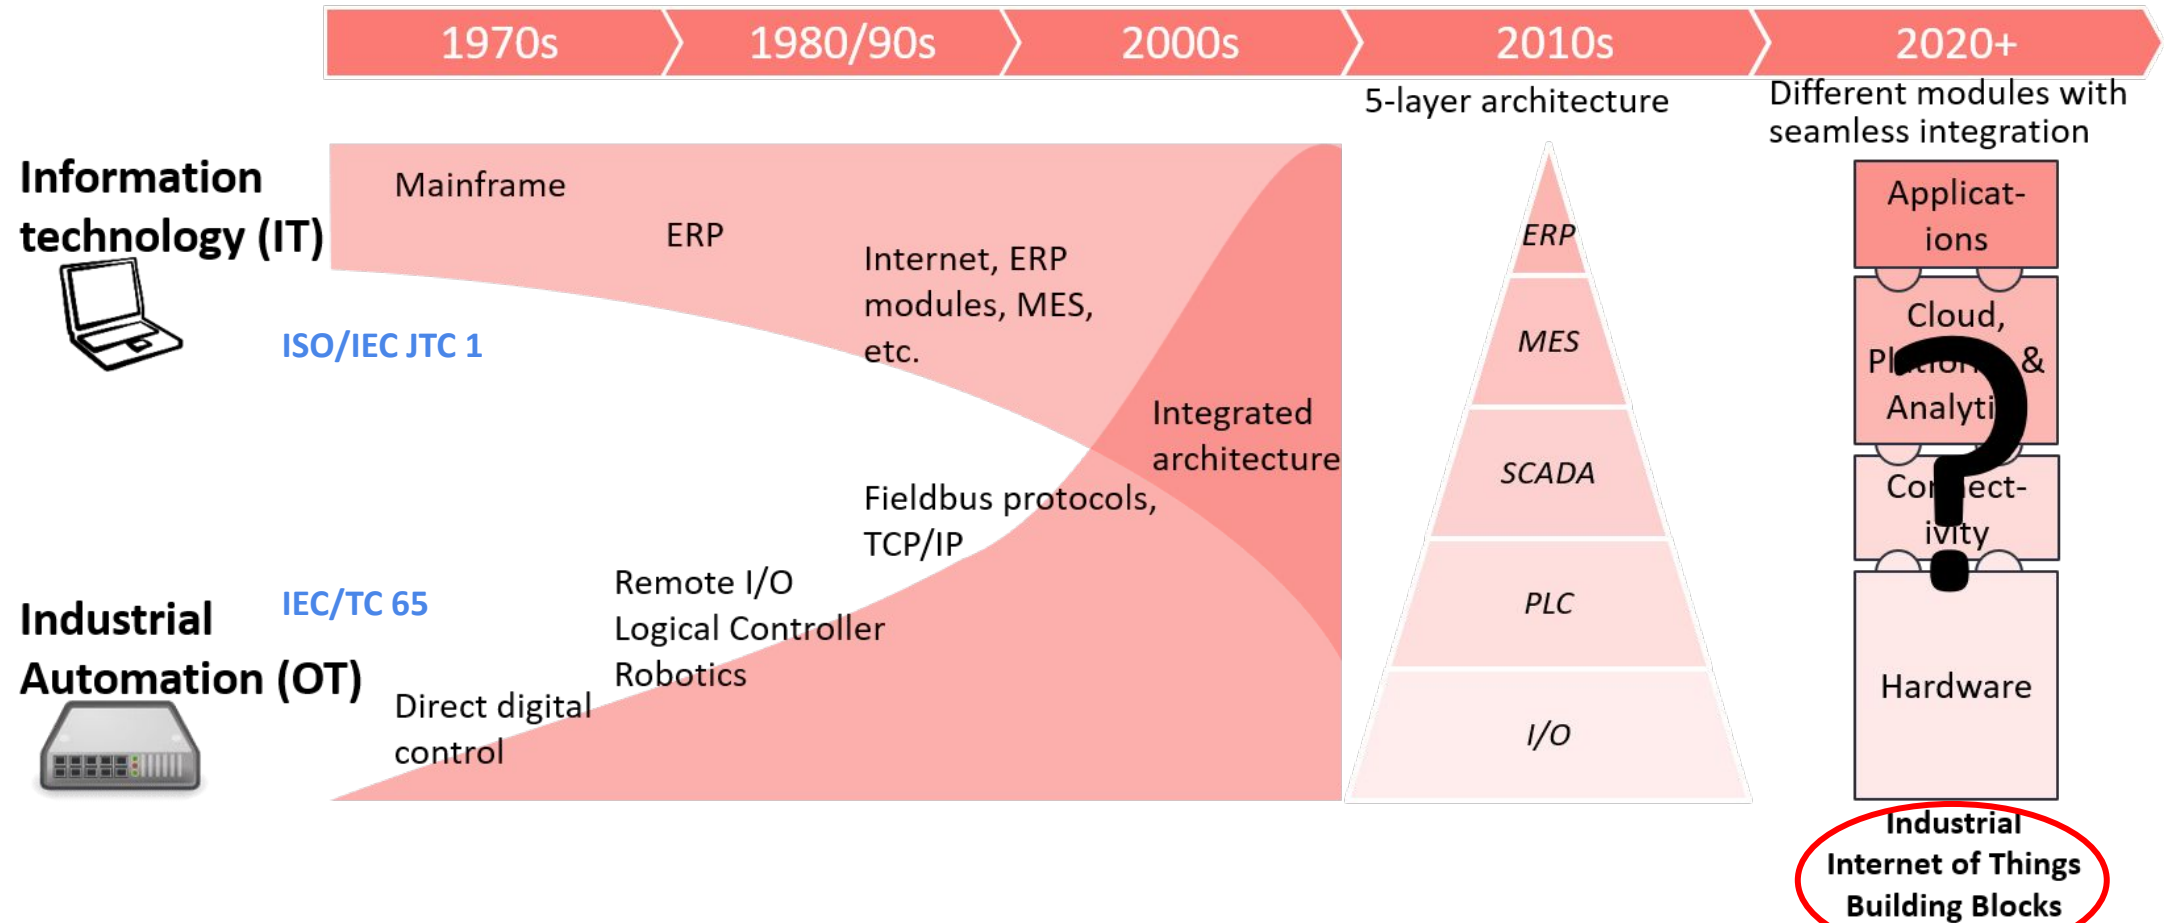 1970s
1980/90s
2000s
2010s
2020+
5-layer architecture
Different modules with
seamless integration
Information
technology (IT)
ISO/IEC JTC 1
Mainframe
ERP
Internet, ERP
modules, MES,
etc.
Integrated
architecture
Fieldbus protocols,
TCP/IP
Remote I/O
Logical Controller
Robotics
Direct digital
control
IEC/TC 65
Industrial
Automation (OT)
ERP
MES
SCADA
PLC
I/O
Applicat-
ions
Cloud,
&
?
Connect-
ivity
Hardware
Industrial
Internet of Things
Building Blocks